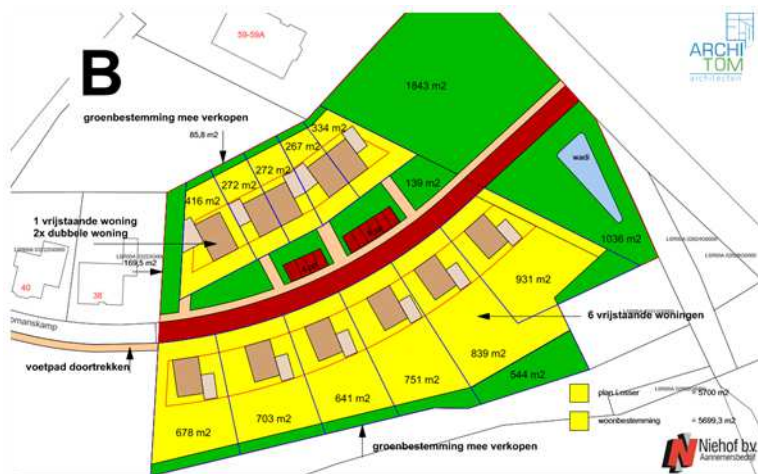 59-59A
B
ARCHI
TOM
architecten
1843 m2
groenbestemming mee verkopen
85,8 m2
334 m2
267 m2
272 m2
272 m2
416 m2
139 m2
wadi
1 vrijstaande woning
2x dubbele woning
169,5 m2
1036 m2
40
38
931 m2
omanskamp
6 vrijstaande woningen
voetpad doortrekken
839 m2
751 m2
544 m2
641 m2
703 m2
678 m2
plan Losser = 5700 m2
woonbestemming = 5699,3 m2
groenbestemming mee verkopen
Niehof b.v.
Aannemersbedrijf